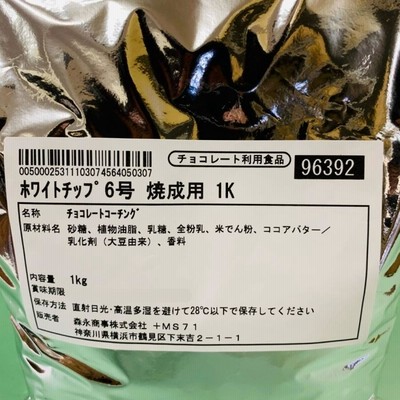 チョコレート利用食品
96392
00500025311103074564050307
ホワイトチップ6号 焼成用 1K
名称 チョコレートコーチング
原材料名 砂糖、植物油脂、乳糖、全粉乳、米でん粉、ココアバター／
乳化剤（大豆由来）、香料
内容量 1kg
賞味期限
保存方法 直射日光・高温多湿を避けて28℃以下で保存してください
販売者 森永商事株式会社 +MS71
神奈川県横浜市鶴見区下末吉2-1-1